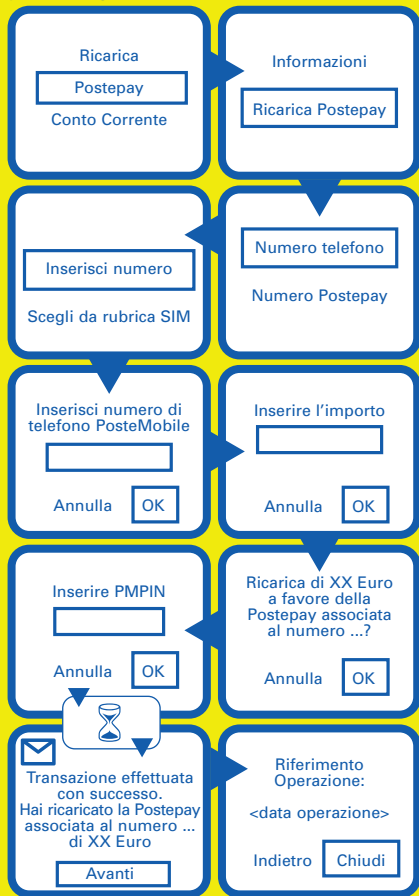 Ricarica
Postepay
Conto Corrente
Informazioni
Ricarica Postepay
Numero telefono
Numero Postepay
Inserisci numero
Scegli da rubrica SIM
Inserisci numero di
telefono PosteMobile
Annulla OK
Inserire l'importo
Annulla OK
Ricarica di XX Euro
a favore della
Postepay associata
al numero ...?
Annulla OK
Inserire PMPIN
Annulla OK
Transazione effettuata
con successo.
Hai ricaricato la Postepay
associata al numero ...
di XX Euro
Avanti
Riferimento
Operazione:
<data operazione>
Indietro Chiudi